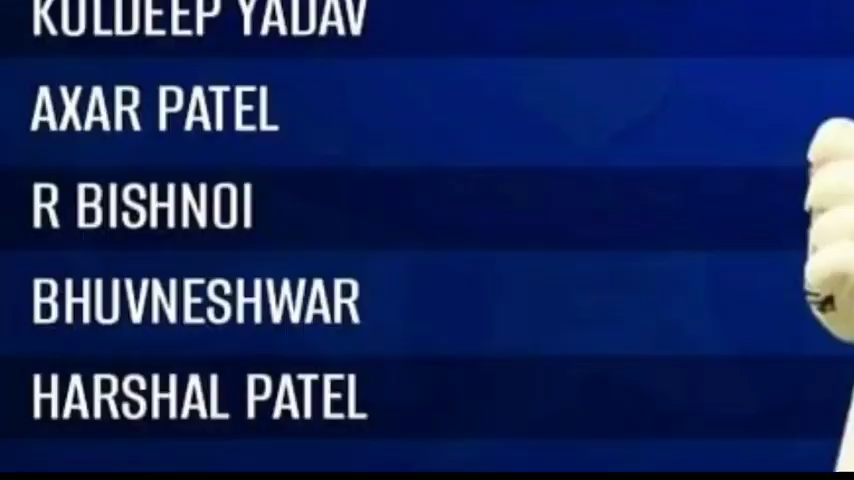 KULDEEP YADAV
AXAR PATEL
R BISHNOI
BHUVNESHWAR
HARSHAL PATEL